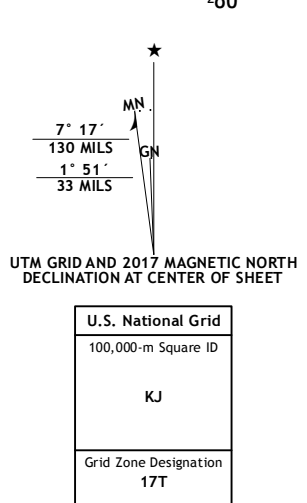 ²60
★
MN
7° 17´
130 MILS
GN
1° 51´
33 MILS
UTM GRID AND 2017 MAGNETIC NORTH
DECLINATION AT CENTER OF SHEET
U.S. National Grid
100,000-m Square ID
KJ
Grid Zone Designation
17T